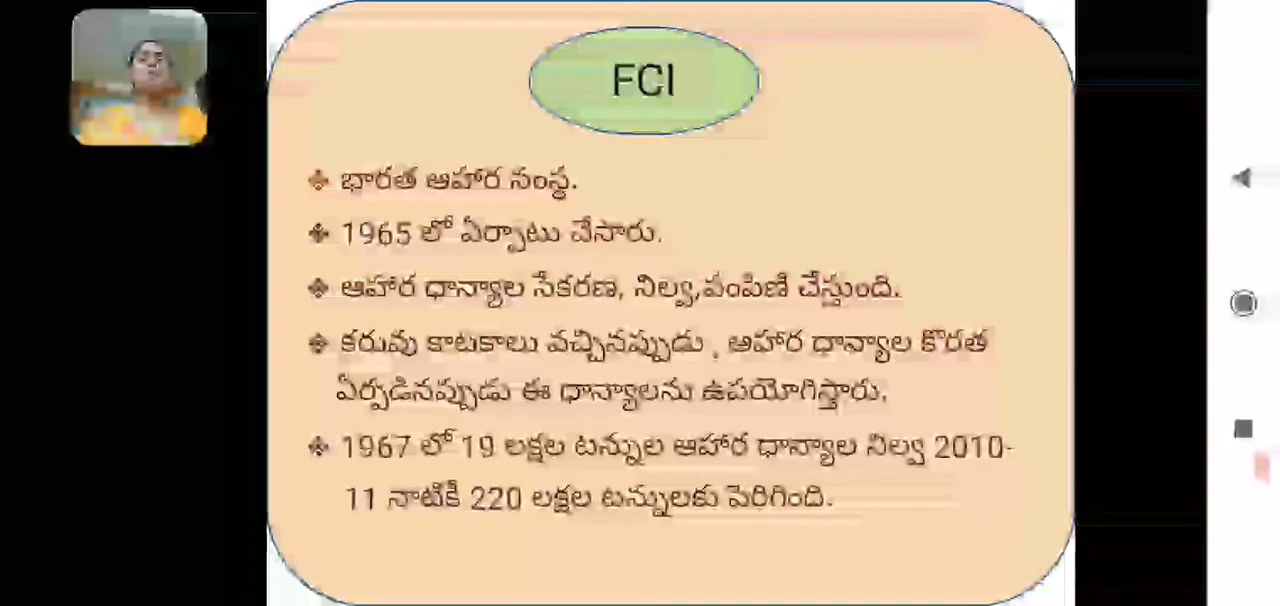 FCI
భారత ఆహార సంస్థ.
1965 లో ఏర్పాటు చేసారు.
ఆహార ధాన్యాల సేకరణ, నిల్వ,పంపిణి చేస్తుంది.
కరువు కాటకాలు వచ్చినప్పుడు , ఆహార ధాన్యాల కొరత
ఏర్పడినప్పుడు ఈ ధాన్యాలను ఉపయోగిస్తారు.
1967 లో 19 లక్షల టన్నుల ఆహార ధాన్యాల నిల్వ 2010-
11 నాటికి 220 లక్షల టన్నులకు పెరిగింది.